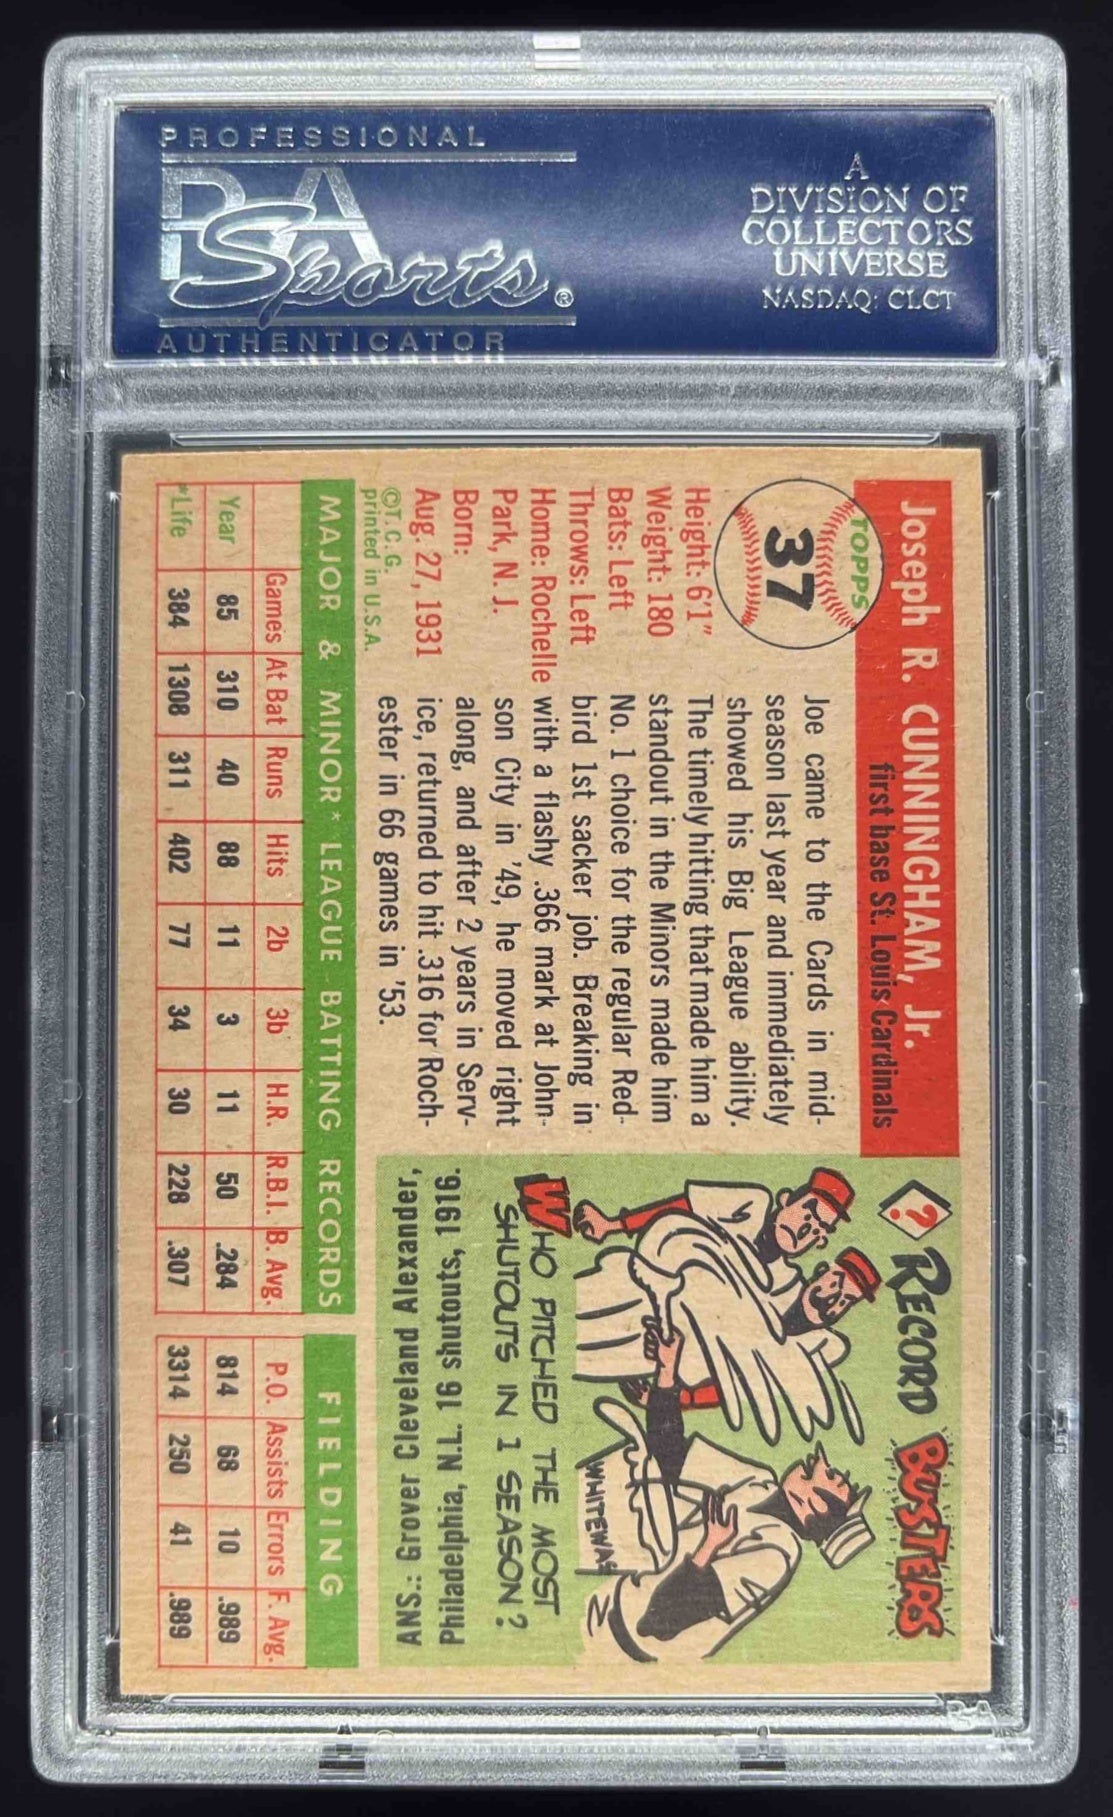 PROFESSIONAL
PSA
Sports®
AUTHENTICATOR
A
DIVISION OF
COLLECTORS
UNIVERSE
NASDAQ: CLCT
Joseph R. CUNNINGHAM, Jr.
first base St. Louis Cardinals
TOPPS
37
Height: 6'1"
Weight: 180
Bats: Left
Throws: Left
Home: Rochelle
Park, N. J.
Born:
Aug. 27, 1931
©T.C.G.
printed in U.S.A.
Joe came to the Cards in mid-
season last year and immediately
showed his Big League ability.
The timely hitting that made him a
standout in the Minors made him
No. 1 choice for the regular Red-
bird 1st sacker job. Breaking in
with a flashy .366 mark at John-
son City in '49, he moved right
along, and after 2 years in Serv-
ice, returned to hit .316 for Roch-
ester in 66 games in '53.
? RECORD BUSTERS
WHITEWAS
WHO PITCHED THE MOST
SHUTOUTS IN 1 SEASON?
ANS.: Grover Cleveland Alexander,
Philadelphia, N.L. 16 shutouts, 1916.
MAJOR & MINOR* LEAGUE BATTING RECORDS
FIELDING
Games At Bat Runs Hits 2b 3b H.R. R.B.I. B. Avg. P.O. Assists Errors F. Avg.
Year 85 310 40 88 11 3 11 50 .284 814 68 10 .989
*Life 384 1308 311 402 77 34 30 228 .307 3314 250 41 .989
PSA